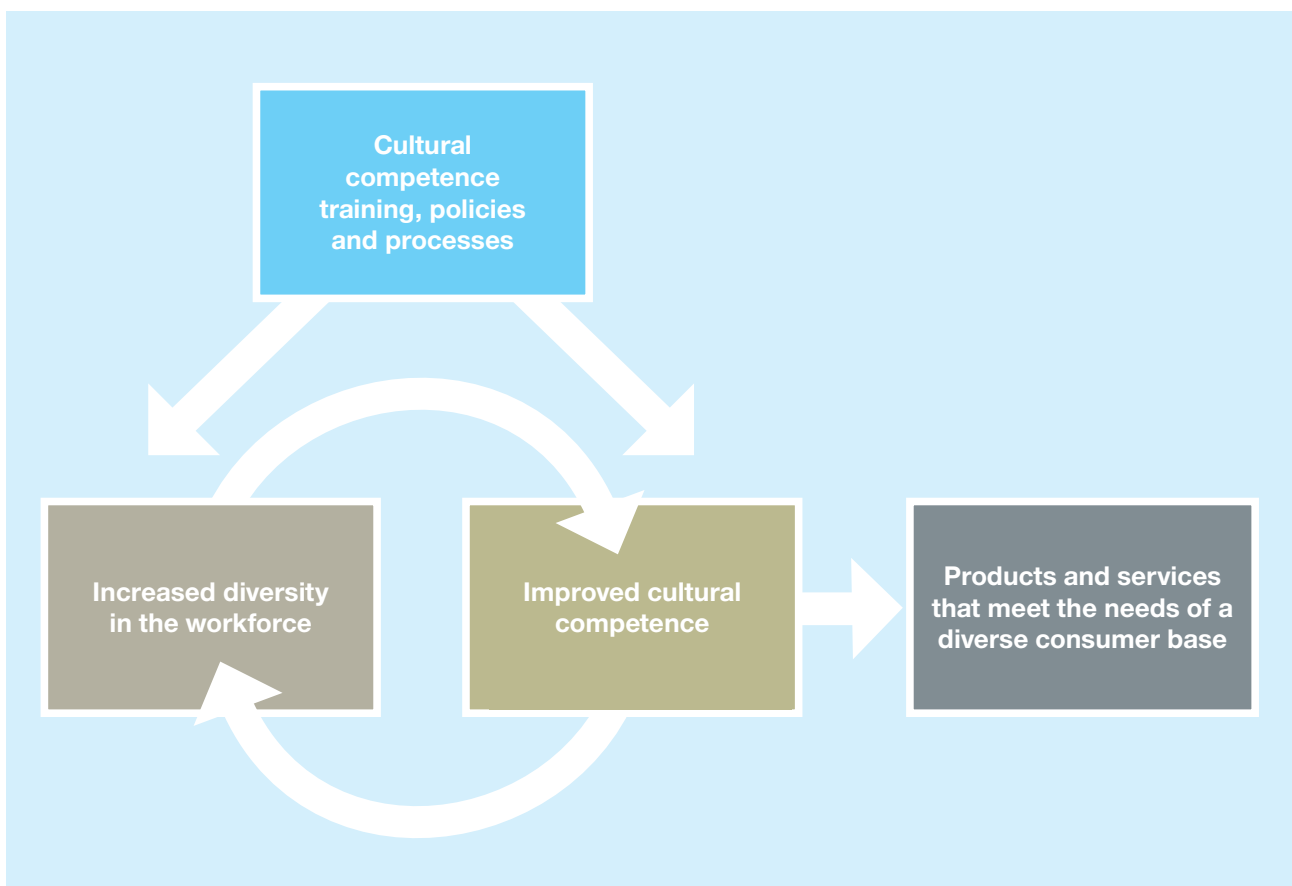 Cultural
competence
training, policies
and processes
Increased diversity
in the workforce
Improved cultural
competence
Products and services
that meet the needs of a
diverse consumer base